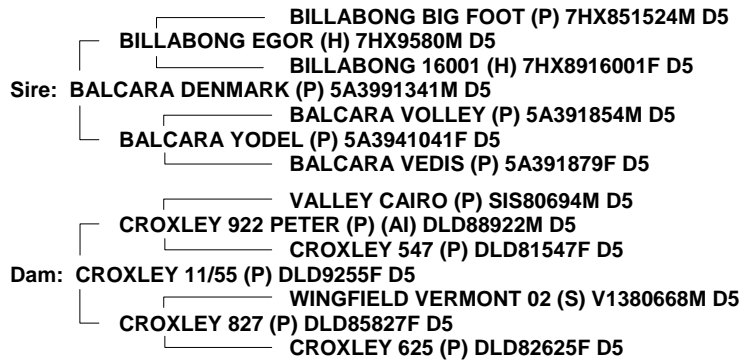 BILLABONG BIG FOOT (P) 7HX851524M D5
BILLABONG EGOR (H) 7HX9580M D5
BILLABONG 16001 (H) 7HX8916001F D5
Sire: BALCARA DENMARK (P) 5A3991341M D5
BALCARA VOLLEY (P) 5A391854M D5
BALCARA YODEL (P) 5A3941041F D5
BALCARA VEDIS (P) 5A391879F D5
VALLEY CAIRO (P) SIS80694M D5
CROXLEY 922 PETER (P) (AI) DLD88922M D5
CROXLEY 547 (P) DLD81547F D5
Dam: CROXLEY 11/55 (P) DLD9255F D5
WINGFIELD VERMONT 02 (S) V1380668M D5
CROXLEY 827 (P) DLD85827F D5
CROXLEY 625 (P) DLD82625F D5